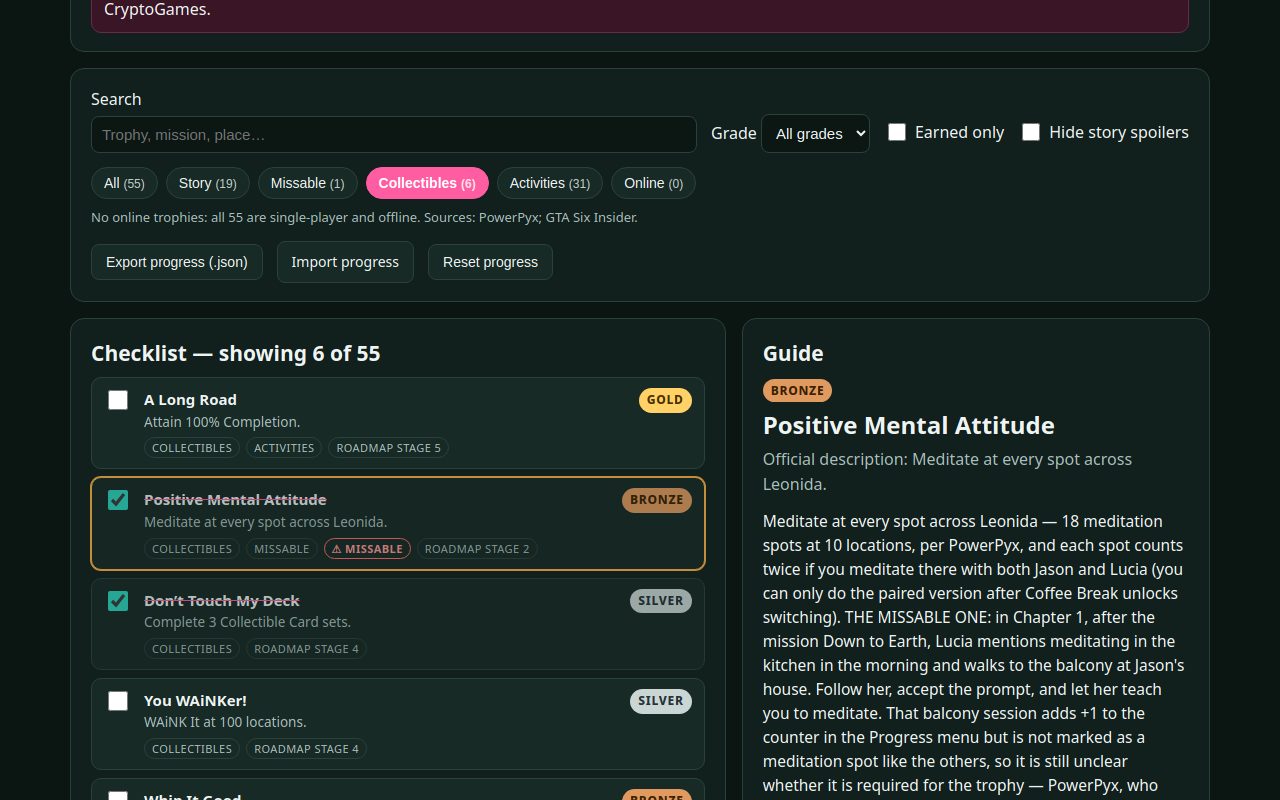 CryptoGames.
Search
Trophy, mission, place…
Grade
All grades
Earned only
Hide story spoilers
All (55)
Story (19)
Missable (1)
Collectibles (6)
Activities (31)
Online (0)
No online trophies: all 55 are single-player and offline. Sources: PowerPyx; GTA Six Insider.
Export progress (.json)
Import progress
Reset progress
Checklist — showing 6 of 55
A Long Road
GOLD
Attain 100% Completion.
COLLECTIBLES
ACTIVITIES
ROADMAP STAGE 5
Positive Mental Attitude
BRONZE
Meditate at every spot across Leonida.
COLLECTIBLES
MISSABLE
⚠ MISSABLE
ROADMAP STAGE 2
Don’t Touch My Deck
SILVER
Complete 3 Collectible Card sets.
COLLECTIBLES
ROADMAP STAGE 4
You WAiNKer!
SILVER
WAiNK It at 100 locations.
COLLECTIBLES
ROADMAP STAGE 4
Whip It Good
BRONZE
Guide
BRONZE
Positive Mental Attitude
Official description: Meditate at every spot across
Leonida.
Meditate at every spot across Leonida — 18 meditation
spots at 10 locations, per PowerPyx, and each spot counts
twice if you meditate there with both Jason and Lucia (you
can only do the paired version after Coffee Break unlocks
switching). THE MISSABLE ONE: in Chapter 1, after the
mission Down to Earth, Lucia mentions meditating in the
kitchen in the morning and walks to the balcony at Jason's
house. Follow her, accept the prompt, and let her teach
you to meditate. That balcony session adds +1 to the
counter in the Progress menu but is not marked as a
meditation spot like the others, so it is still unclear
whether it is required for the trophy — PowerPyx, who